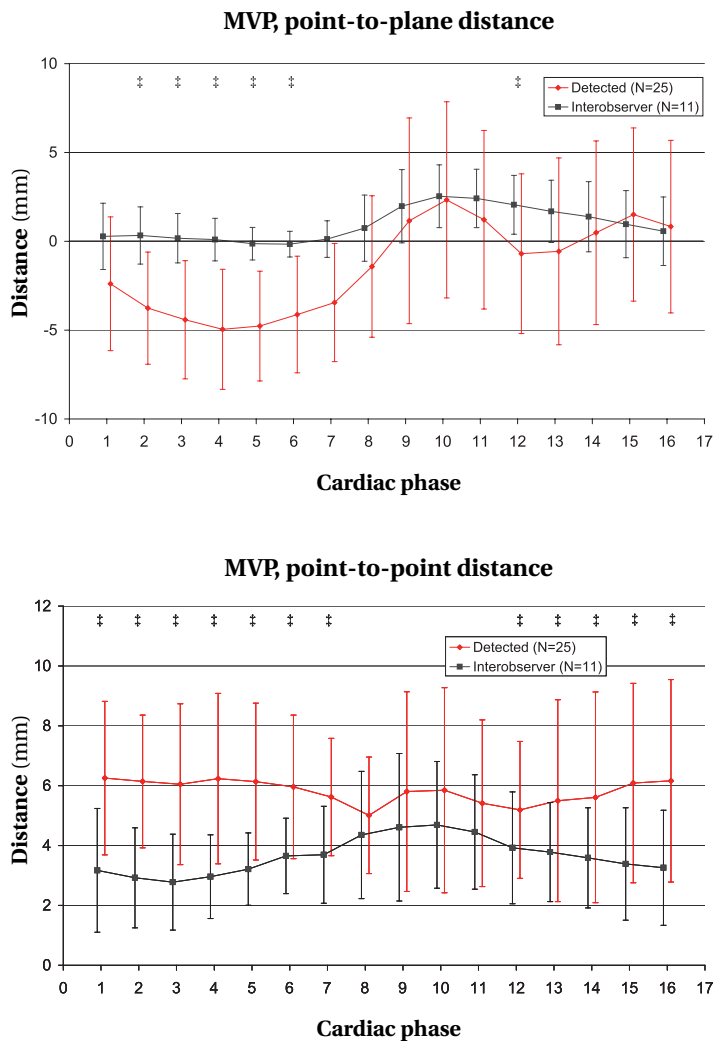 MVP, point-to-plane distance
10
‡ ‡ ‡ ‡ ‡ ‡
Detected (N=25)
Interobserver (N=11)
5
0
-5
-10
Distance (mm)
0 1 2 3 4 5 6 7 8 9 10 11 12 13 14 15 16 17
Cardiac phase
MVP, point-to-point distance
12
‡ ‡ ‡ ‡ ‡ ‡ ‡ ‡ ‡ ‡ ‡ ‡
Detected (N=25)
Interobserver (N=11)
10
8
6
4
2
0
Distance (mm)
0 1 2 3 4 5 6 7 8 9 10 11 12 13 14 15 16 17
Cardiac phase